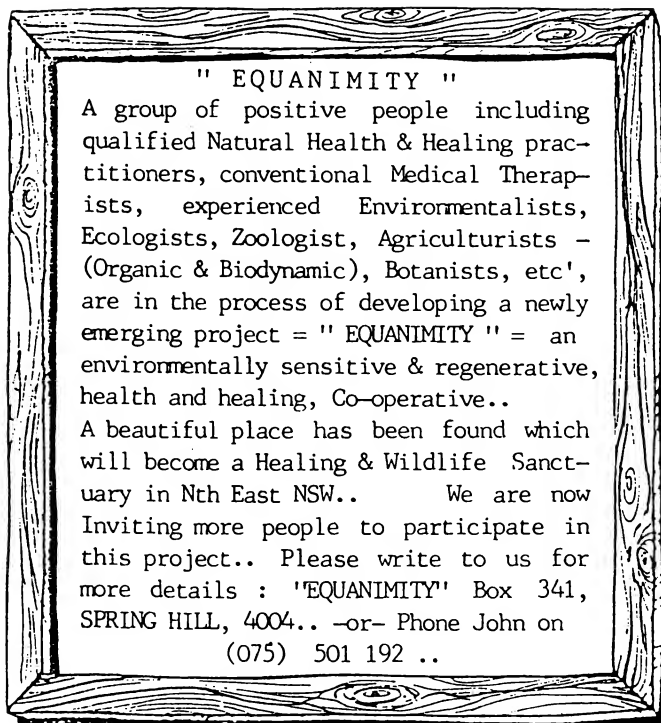 " EQUANIMITY "
A group of positive people including
qualified Natural Health & Healing prac-
titioners, conventional Medical Therap-
ists, experienced Environmentalists,
Ecologists, Zoologist, Agriculturists -
(Organic & Biodynamic), Botanists, etc',
are in the process of developing a newly
emerging project = " EQUANIMITY " = an
environmentally sensitive & regenerative,
health and healing, Co-operative..
A beautiful place has been found which
will become a Healing & Wildlife Sanct-
uary in Nth East NSW.. We are now
Inviting more people to participate in
this project.. Please write to us for
more details : "EQUANIMITY" Box 341,
SPRING HILL, 4004.. -or- Phone John on
(075) 501 192 ..